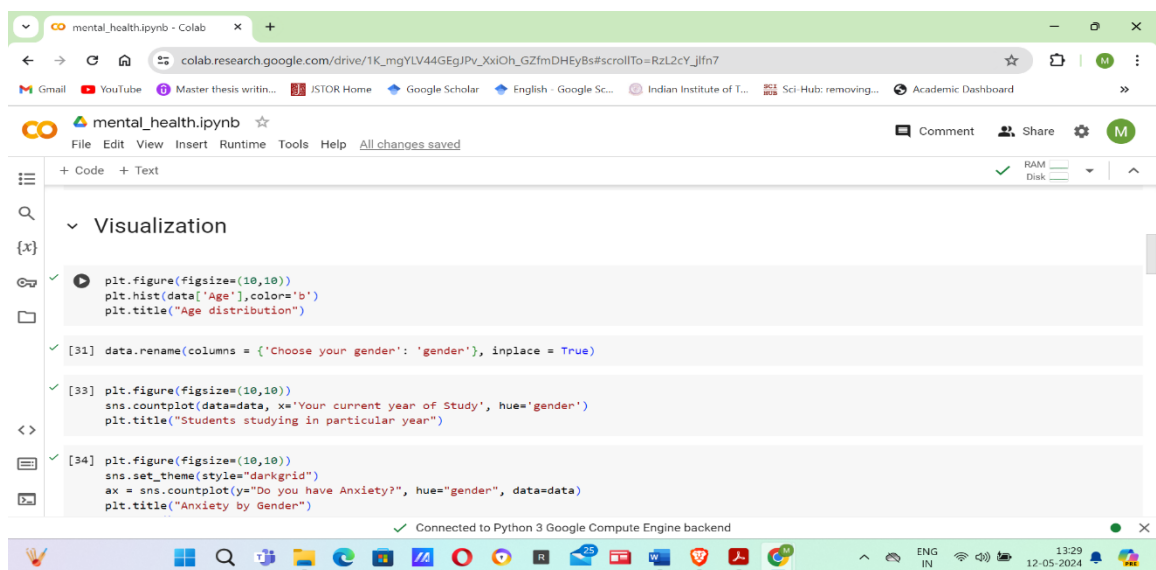 mental_health.ipynb - Colab
colab.research.google.com/drive/1K_mgYLV44GEgJPv_XxiOh_GZfmDHEyBs#scrollTo=RzL2cY_jlfn7
M
Gmail YouTube Master thesis writin... JSTOR Home Google Scholar English - Google Sc... Indian Institute of T... Sci-Hub: removing... Academic Dashboard »
mental_health.ipynb
Comment Share M
File Edit View Insert Runtime Tools Help All changes saved
+ Code + Text
RAM
Disk
Visualization
{x}
plt.figure(figsize=(10,10))
plt.hist(data['Age'],color='b')
plt.title("Age distribution")
[31] data.rename(columns = {'Choose your gender': 'gender'}, inplace = True)
[33] plt.figure(figsize=(10,10))
sns.countplot(data=data, x='Your current year of Study', hue='gender')
plt.title("Students studying in particular year")
[34] plt.figure(figsize=(10,10))
sns.set_theme(style="darkgrid")
ax = sns.countplot(y="Do you have Anxiety?", hue="gender", data=data)
plt.title("Anxiety by Gender")
Connected to Python 3 Google Compute Engine backend
25
ENG
IN
13:29
12-05-2024
PRE